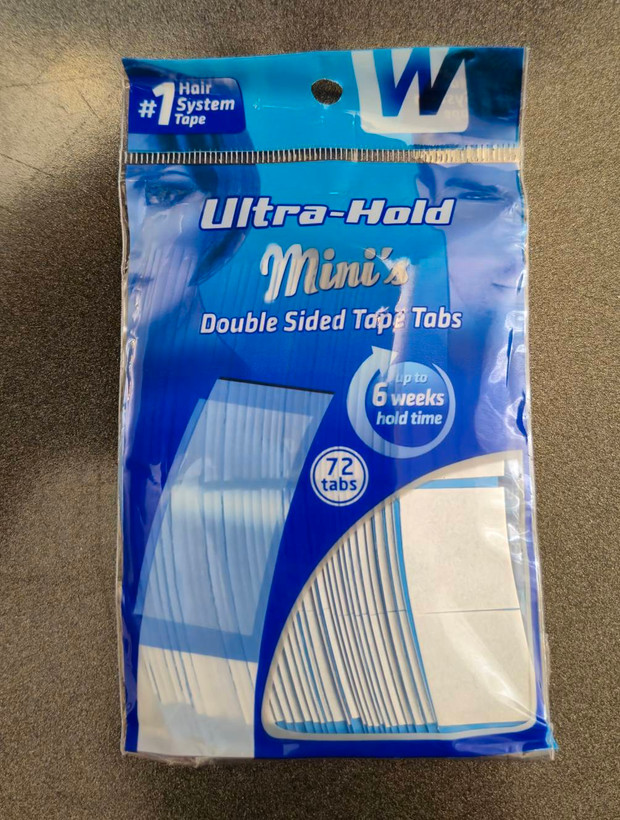 #1 Hair
System
Tape
W
Ultra-Hold
Mini's
Double Sided Tape Tabs
up to
6 weeks
hold time
72
tabs